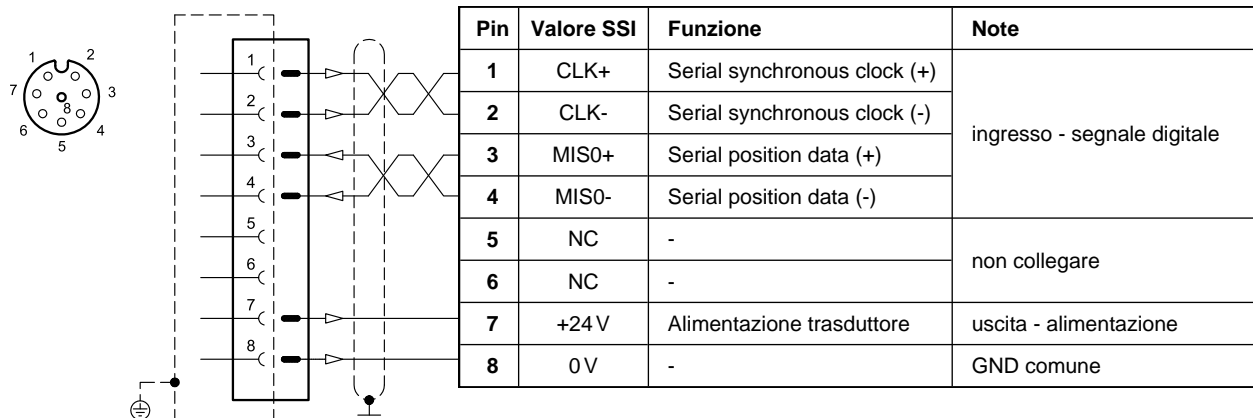 1 2
7 8 3
6 4
5
1
2
3
4
5
6
7
8
Pin Valore SSI Funzione Note
1 CLK+ Serial synchronous clock (+)
2 CLK- Serial synchronous clock (-)
ingresso - segnale digitale
3 MIS0+ Serial position data (+)
4 MIS0- Serial position data (-)
5 NC -
non collegare
6 NC -
7 +24 V Alimentazione trasduttore uscita - alimentazione
8 0 V - GND comune